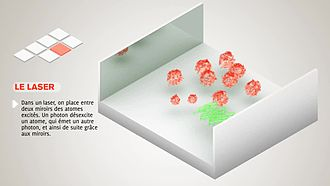 LE LASER
Dans un laser, on place entre
deux miroirs des atomes
excités. Un photon désexcite
un atome, qui émet un autre
photon, et ainsi de suite grâce
aux miroirs.